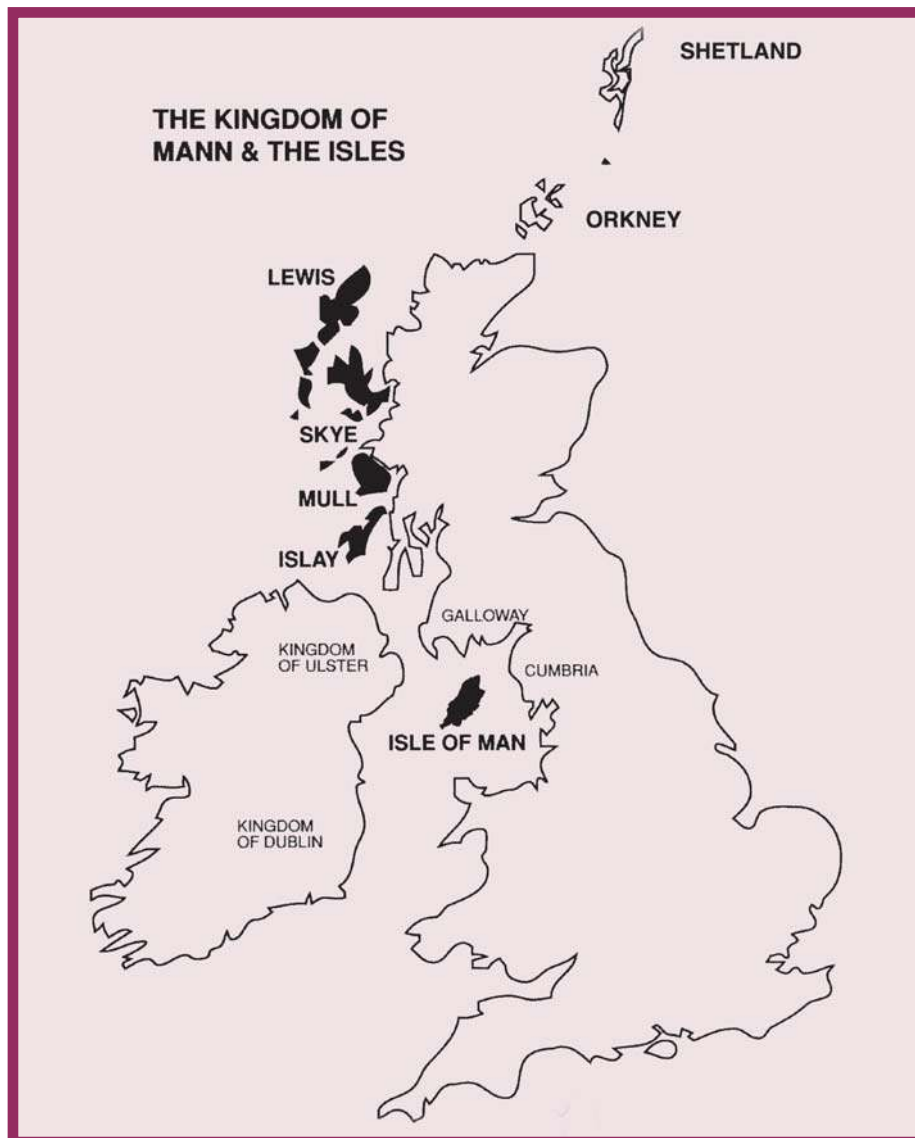 SHETLAND
THE KINGDOM OF
MANN & THE ISLES
ORKNEY
LEWIS
SKYE
MULL
ISLAY
GALLOWAY
KINGDOM
OF ULSTER
CUMBRIA
ISLE OF MAN
KINGDOM
OF DUBLIN